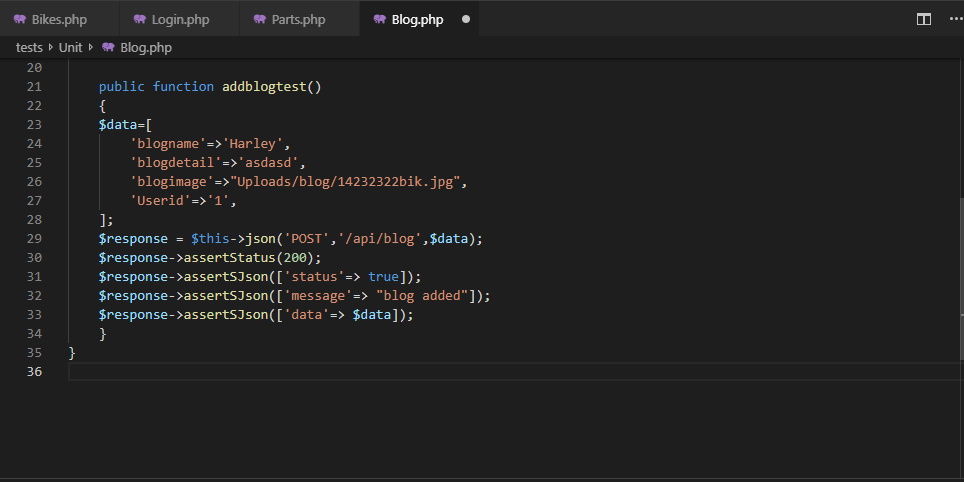 Bikes.php Login.php Parts.php Blog.php
tests Unit Blog.php
20
21 public function addblogtest()
22 {
23 $data=[
24 'blogname'=>'Harley',
25 'blogdetail'=>'asdasd',
26 'blogimage'=>"Uploads/blog/14232322bik.jpg",
27 'Userid'=>'1',
28 ];
29 $response = $this->json('POST','/api/blog',$data);
30 $response->assertStatus(200);
31 $response->assertSJson(['status'=> true]);
32 $response->assertSJson(['message'=> "blog added"]);
33 $response->assertSJson(['data'=> $data]);
34 }
35 }
36